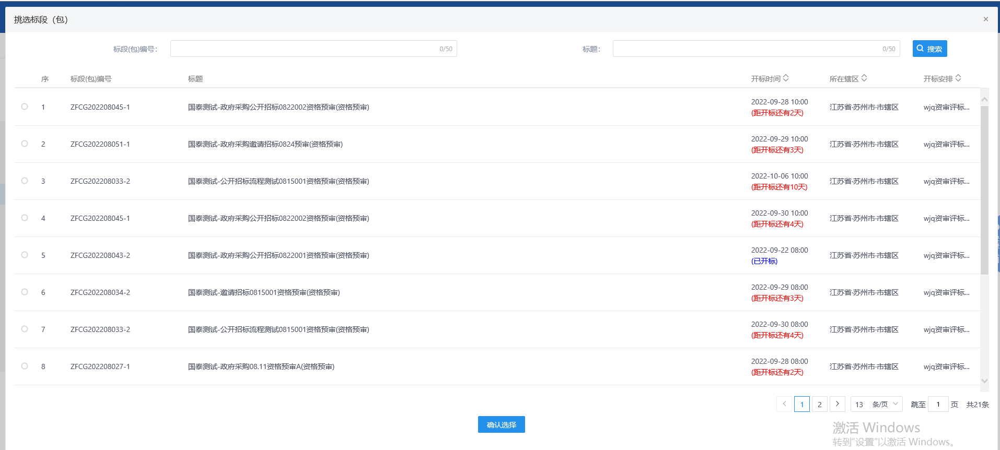 挑选标段（包）
×
标段(包)编号： 0/50 标题： 0/50 搜索
序 标段(包)编号 标题 开标时间 所在辖区 开标安排
1 ZFCG202208045-1 国泰测试-政府采购公开招标0822002资格预审(资格预审) 2022-09-28 10:00 江苏省·苏州市·市辖区 wjq资审评标...
(距开标还有2天)
2 ZFCG202208051-1 国泰测试-政府采购邀请招标0824预审(资格预审) 2022-09-29 10:00 江苏省·苏州市·市辖区 wjq资审评标...
(距开标还有3天)
3 ZFCG202208033-2 国泰测试-公开招标流程测试0815001资格预审(资格预审) 2022-10-06 10:00 江苏省·苏州市·市辖区 wjq资审评标...
(距开标还有10天)
4 ZFCG202208045-1 国泰测试-政府采购公开招标0822002资格预审(资格预审) 2022-09-30 10:00 江苏省·苏州市·市辖区 wjq资审评标...
(距开标还有4天)
5 ZFCG202208043-2 国泰测试-政府采购公开招标0822001资格预审(资格预审) 2022-09-22 08:00 江苏省·苏州市·市辖区 wjq资审评标...
(已开标)
6 ZFCG202208034-2 国泰测试-邀请招标0815001资格预审(资格预审) 2022-09-29 08:00 江苏省·苏州市·市辖区 wjq资审评标...
(距开标还有3天)
7 ZFCG202208033-2 国泰测试-公开招标流程测试0815001资格预审(资格预审) 2022-09-30 08:00 江苏省·苏州市·市辖区 wjq资审评标...
(距开标还有4天)
8 ZFCG202208027-1 国泰测试-政府采购08.11资格预审A(资格预审) 2022-09-28 08:00 江苏省·苏州市·市辖区 wjq资审评标...
(距开标还有2天)
1 2 13 条/页 跳至 1 页 共21条
确认选择
激活 Windows
转到“设置”以激活 Windows。